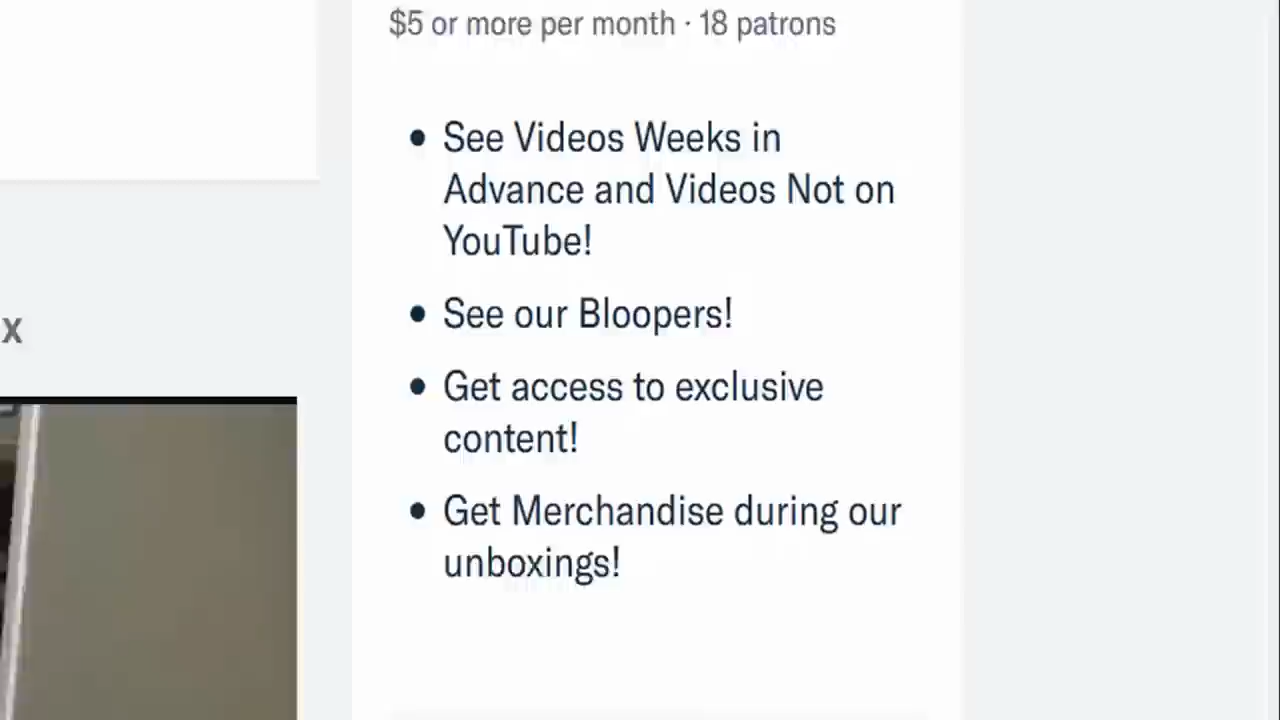 $5 or more per month · 18 patrons
• See Videos Weeks in
Advance and Videos Not on
YouTube!
• See our Bloopers!
x
• Get access to exclusive
content!
• Get Merchandise during our
unboxings!